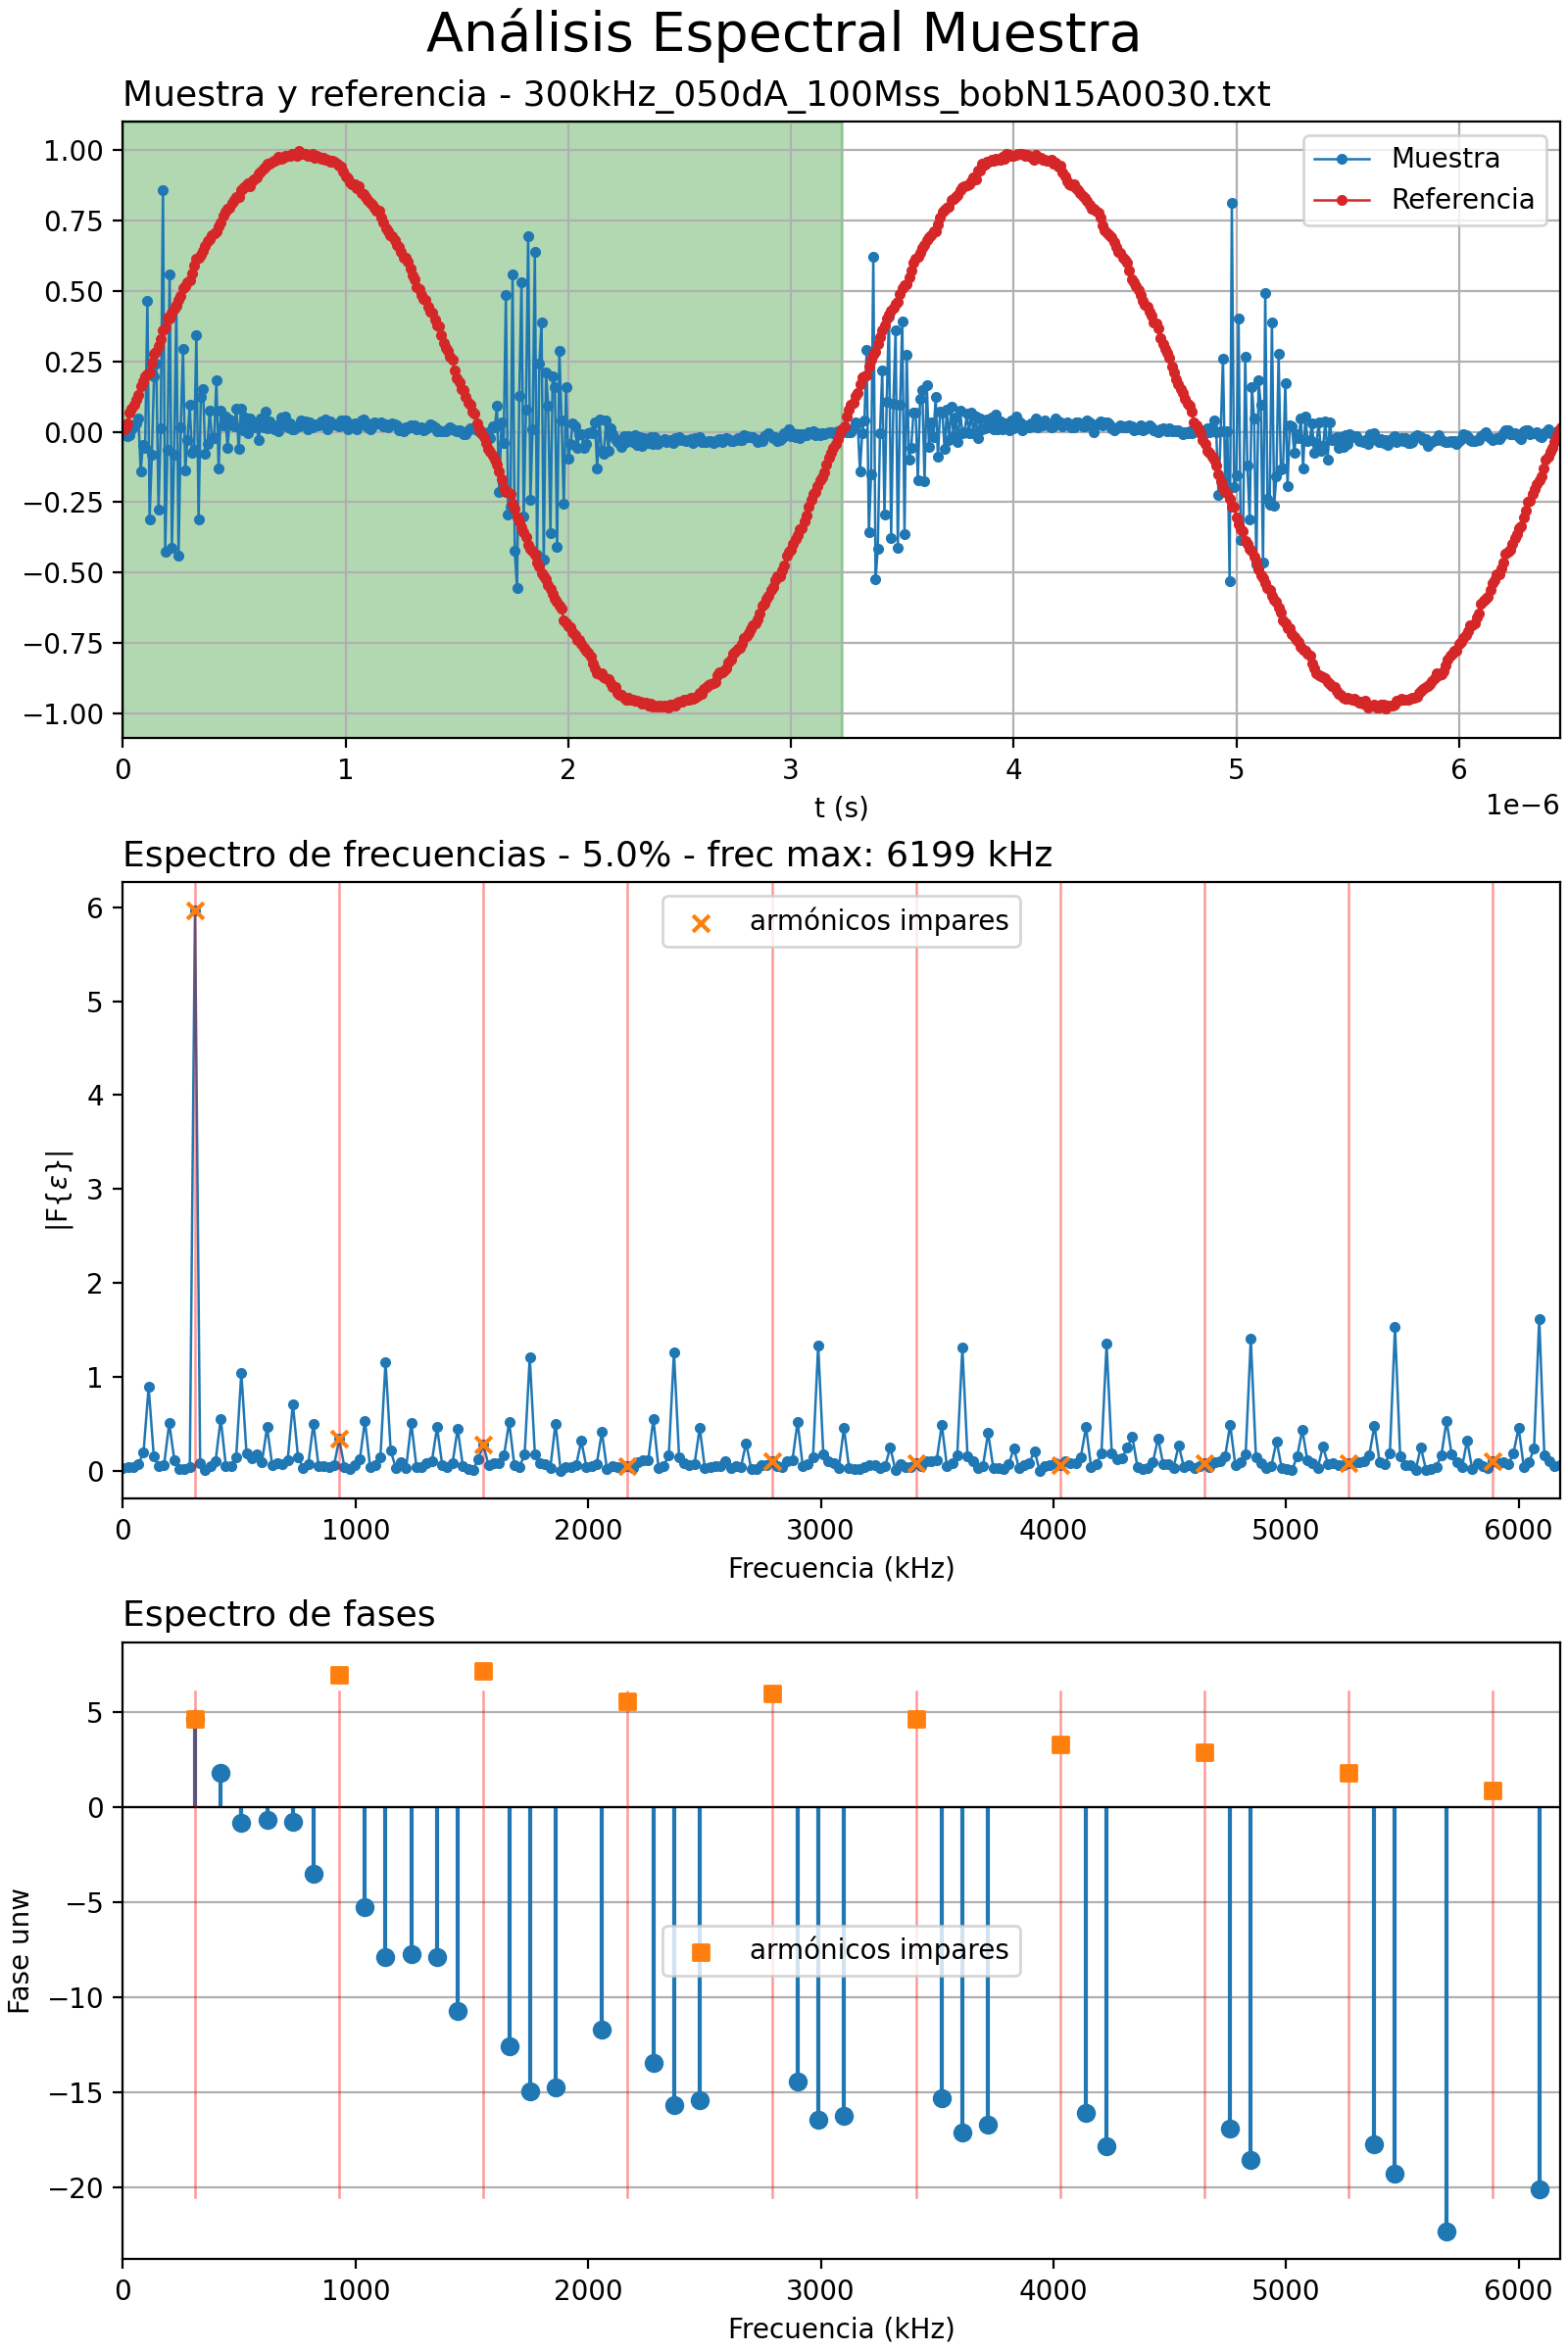 Análisis Espectral Muestra
Muestra y referencia - 300kHz_050dA_100Mss_bobN15A0030.txt
1.00
0.75
0.50
0.25
0.00
−0.25
−0.50
−0.75
−1.00
Muestra
Referencia
0 1 2 3 4 5 6
t (s)
1e−6
Espectro de frecuencias - 5.0% - frec max: 6199 kHz
6
5
4
3
2
1
0
|F{ε}|
armónicos impares
0 1000 2000 3000 4000 5000 6000
Frecuencia (kHz)
Espectro de fases
5
0
−5
−10
−15
−20
Fase unw
armónicos impares
0 1000 2000 3000 4000 5000 6000
Frecuencia (kHz)